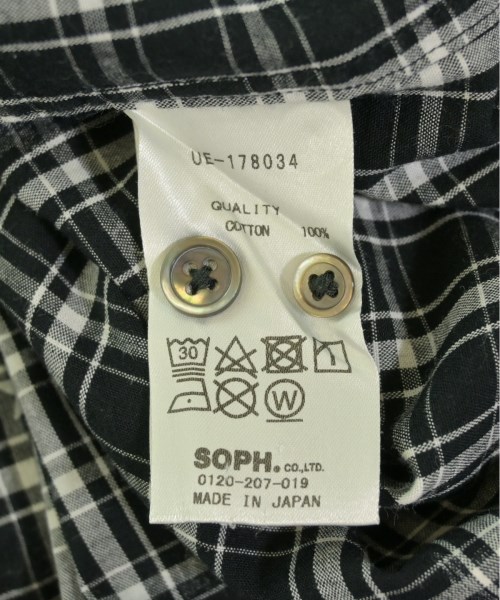 UE-178034
QUALITY
COTTON 100%
30
W
SOPH. CO.,LTD.
0120-207-019
MADE IN JAPAN